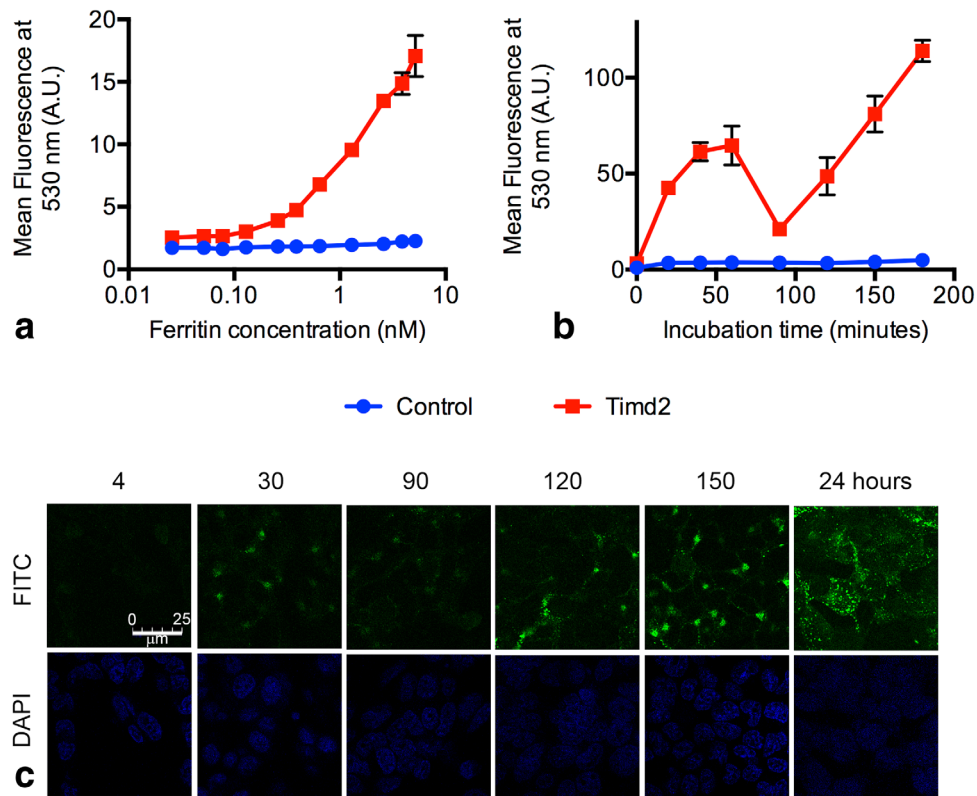 Mean Fluorescence at
530 nm (A.U.)
20
15
10
5
0
0.01
0.10
1
10
Ferritin concentration (nM)
a
Mean Fluorescence at
530 nm (A.U.)
100
50
0
0
50
100
150
200
Incubation time (minutes)
b
Control
Timd2
4
30
90
120
150
24 hours
FITC
0 25
µm
DAPI
c